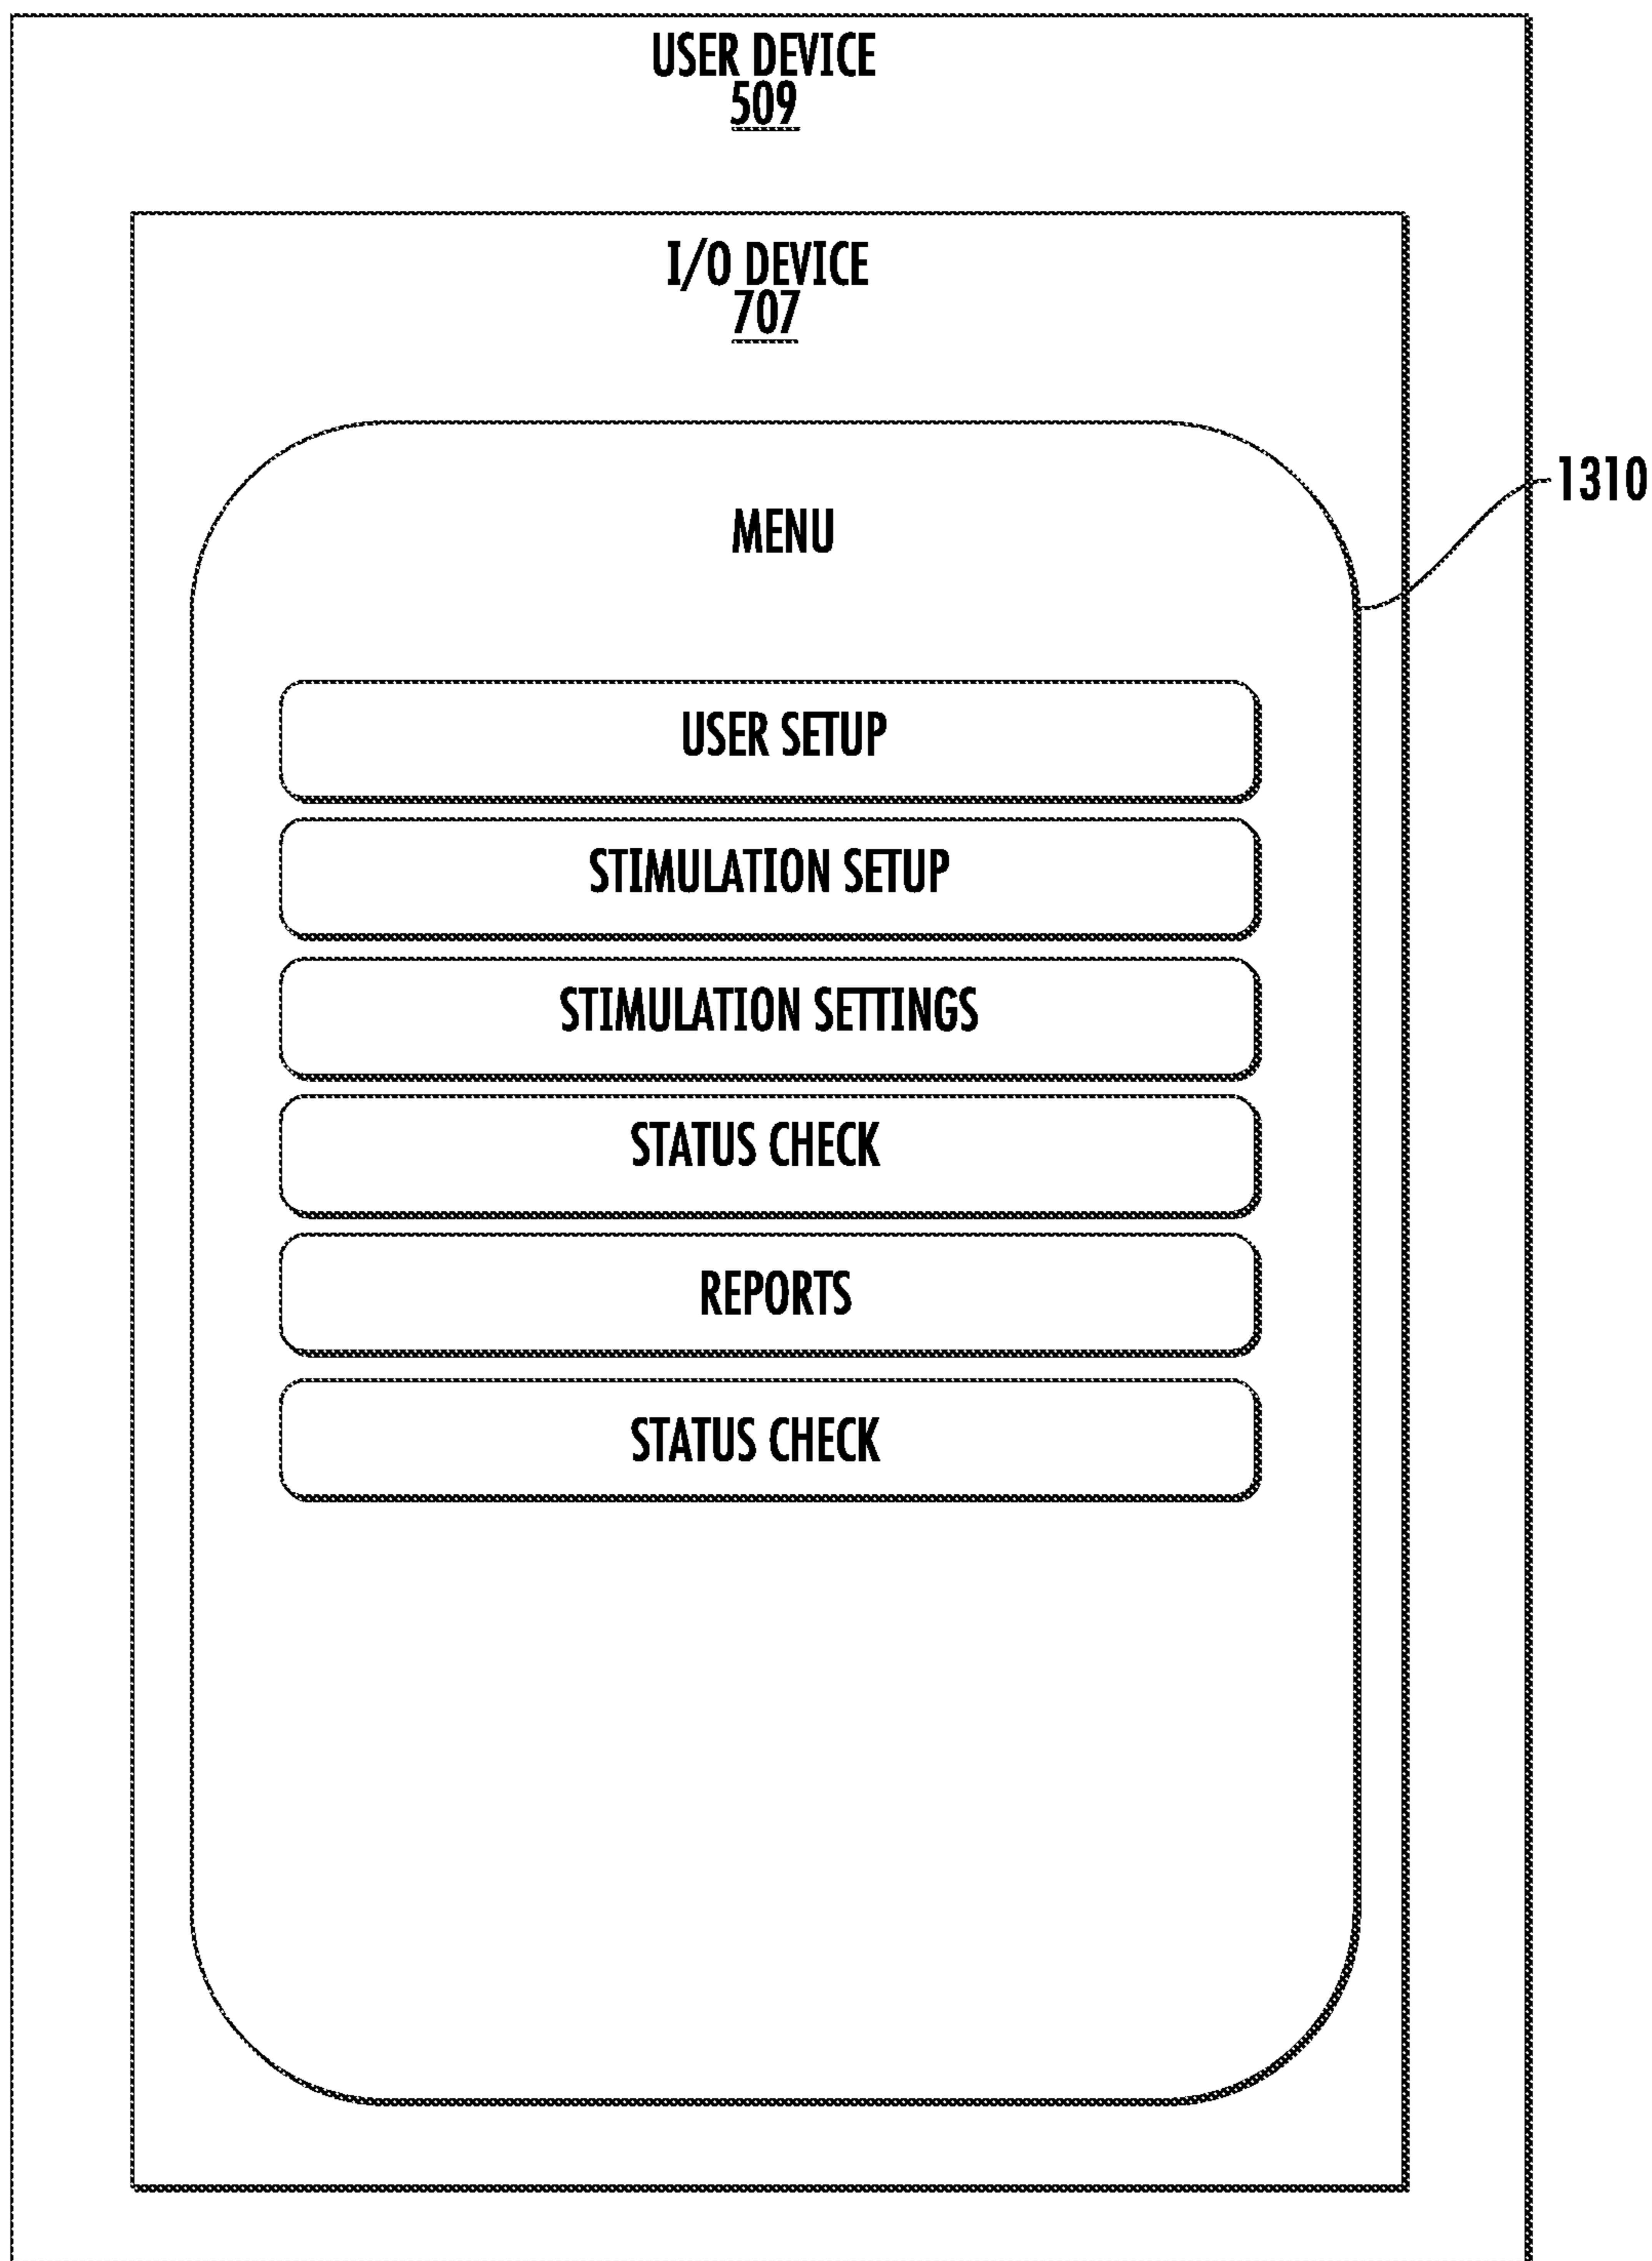 USER DEVICE
509
I/O DEVICE
707
1310
MENU
USER SETUP
STIMULATION SETUP
STIMULATION SETTINGS
STATUS CHECK
REPORTS
STATUS CHECK